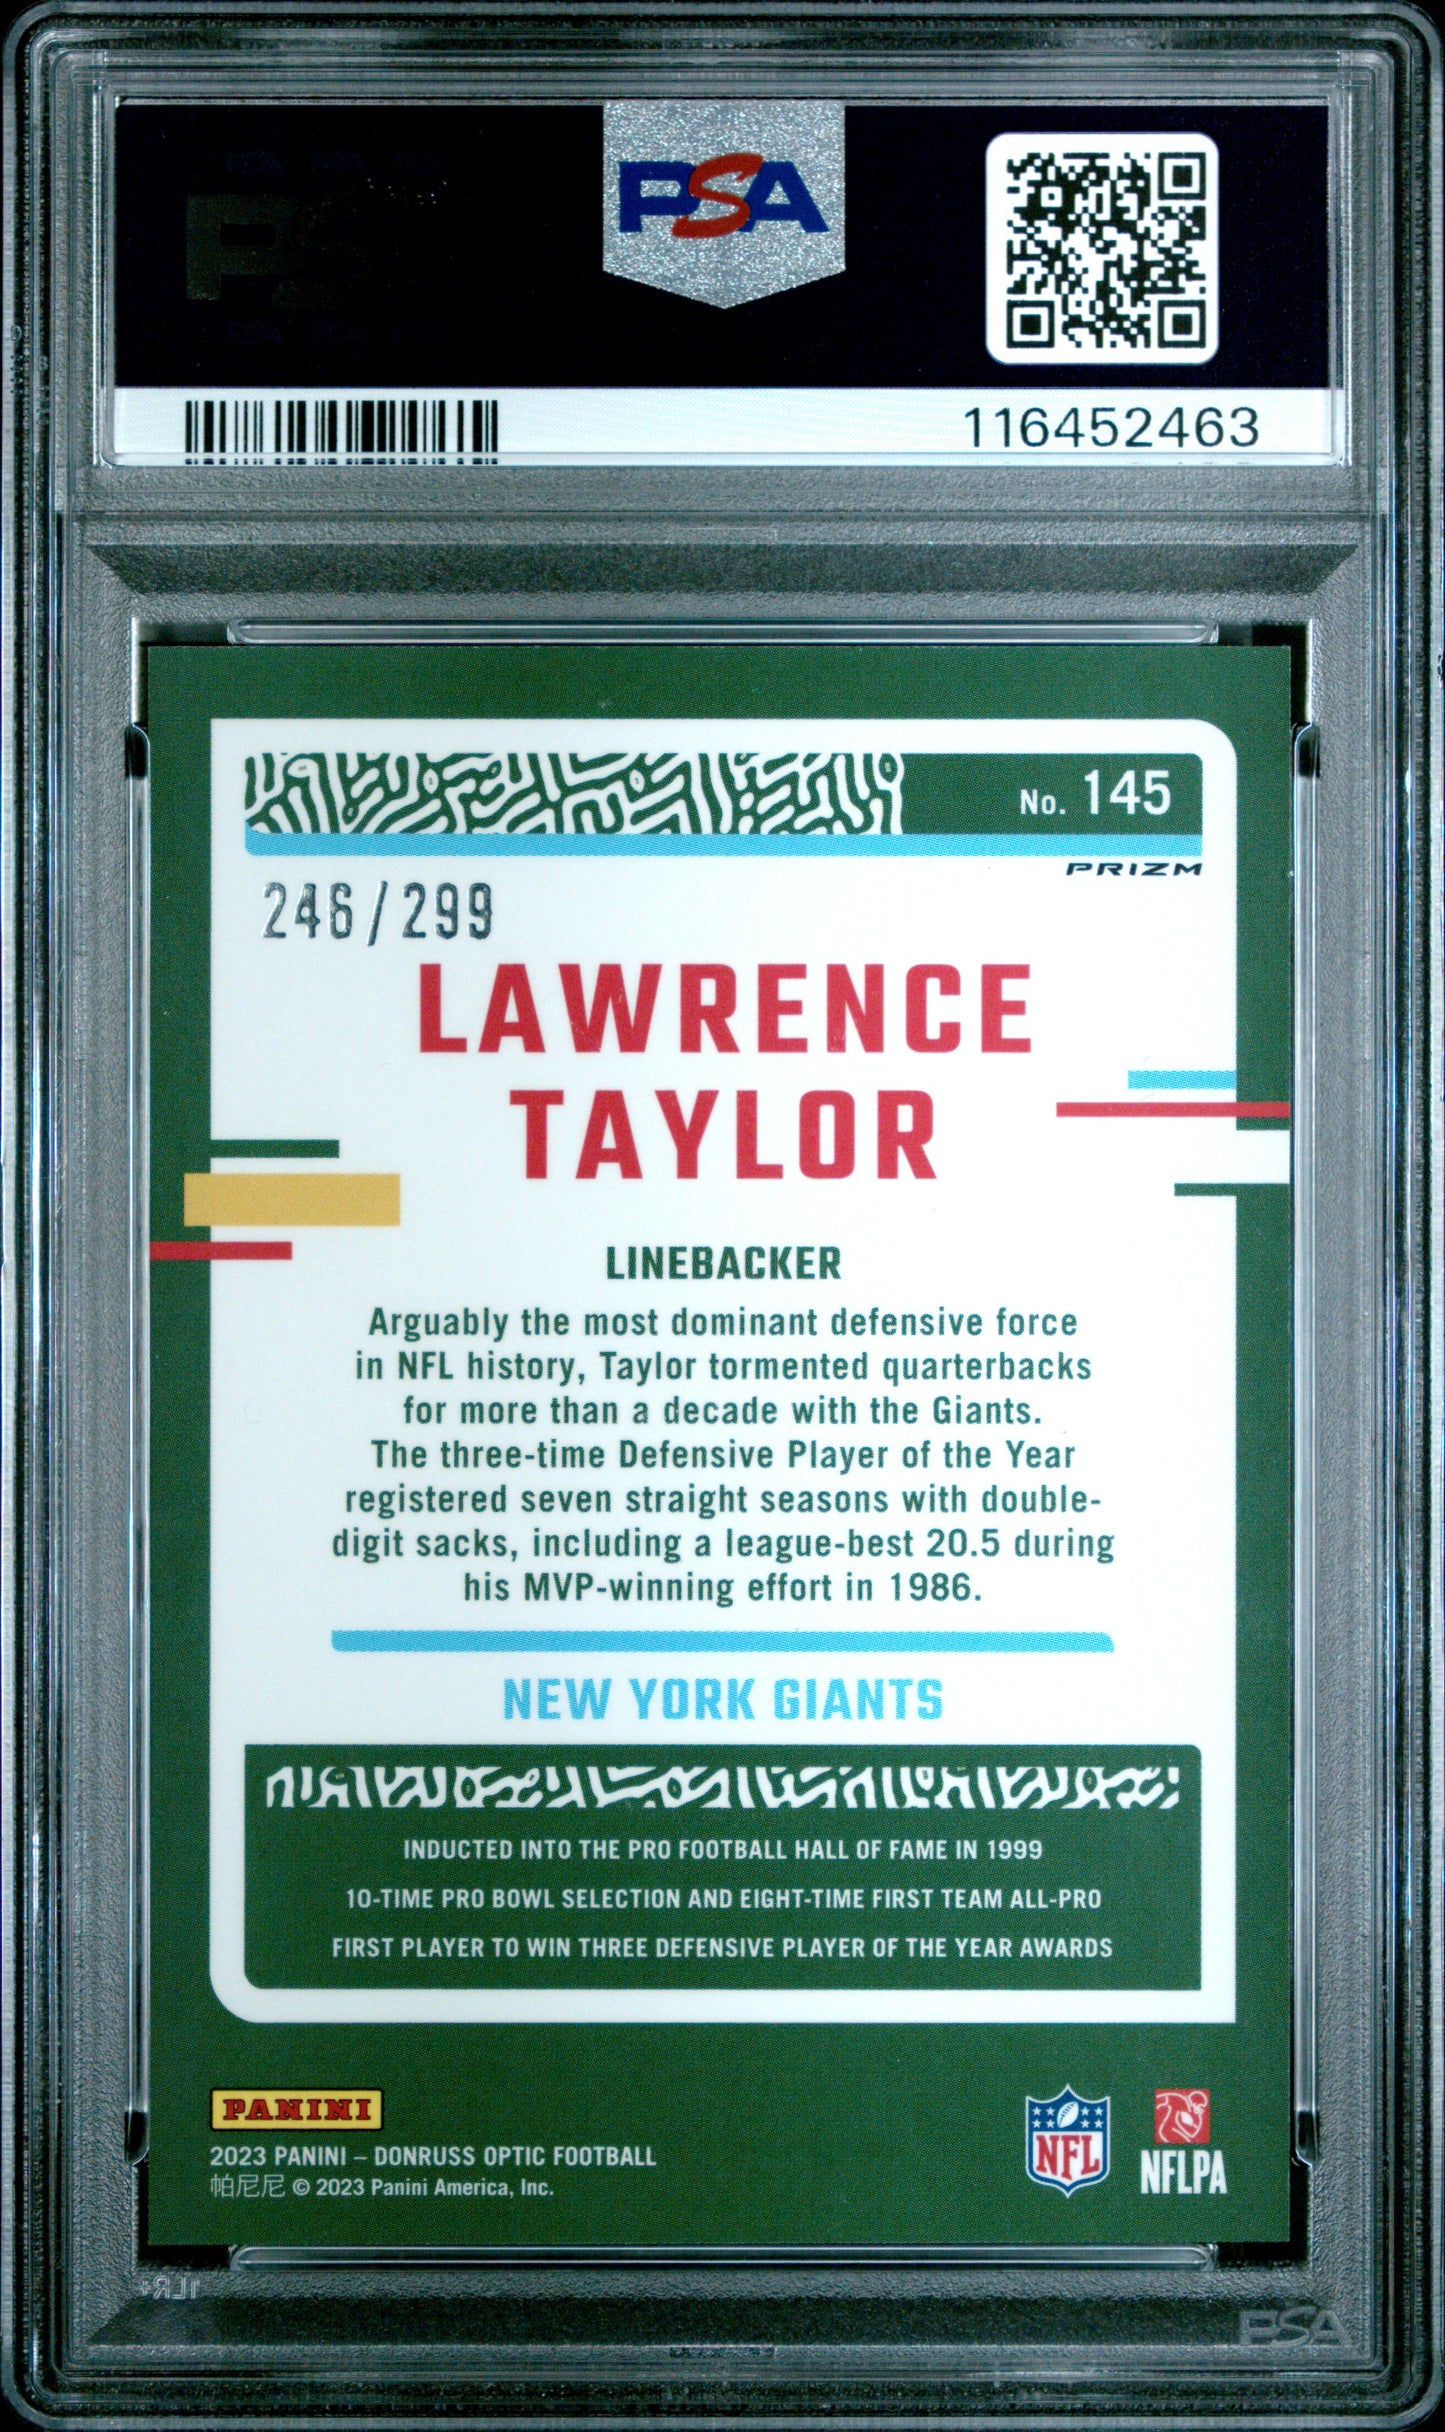 PSA
116452463
No. 145
PRIZM
246/299
LAWRENCE
TAYLOR
LINEBACKER
Arguably the most dominant defensive force
in NFL history, Taylor tormented quarterbacks
for more than a decade with the Giants.
The three-time Defensive Player of the Year
registered seven straight seasons with double-
digit sacks, including a league-best 20.5 during
his MVP-winning effort in 1986.
NEW YORK GIANTS
INDUCTED INTO THE PRO FOOTBALL HALL OF FAME IN 1999
10-TIME PRO BOWL SELECTION AND EIGHT-TIME FIRST TEAM ALL-PRO
FIRST PLAYER TO WIN THREE DEFENSIVE PLAYER OF THE YEAR AWARDS
PANINI
2023 PANINI – DONRUSS OPTIC FOOTBALL
帕尼尼 © 2023 Panini America, Inc.
NFL
NFLPA
PSA